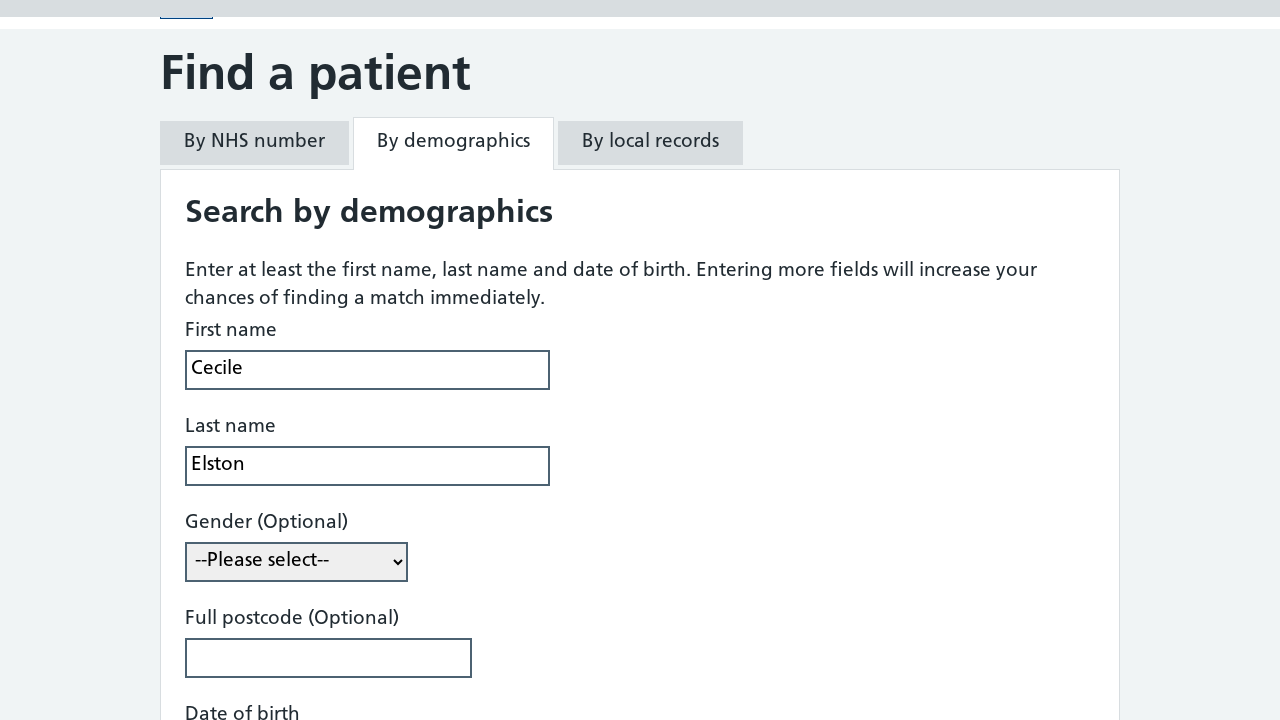 Find a patient
By NHS number
By demographics
By local records
Search by demographics
Enter at least the first name, last name and date of birth. Entering more fields will increase your
chances of finding a match immediately.
First name
Cecile
Last name
Elston
Gender (Optional)
--Please select--
Full postcode (Optional)
Date of birth